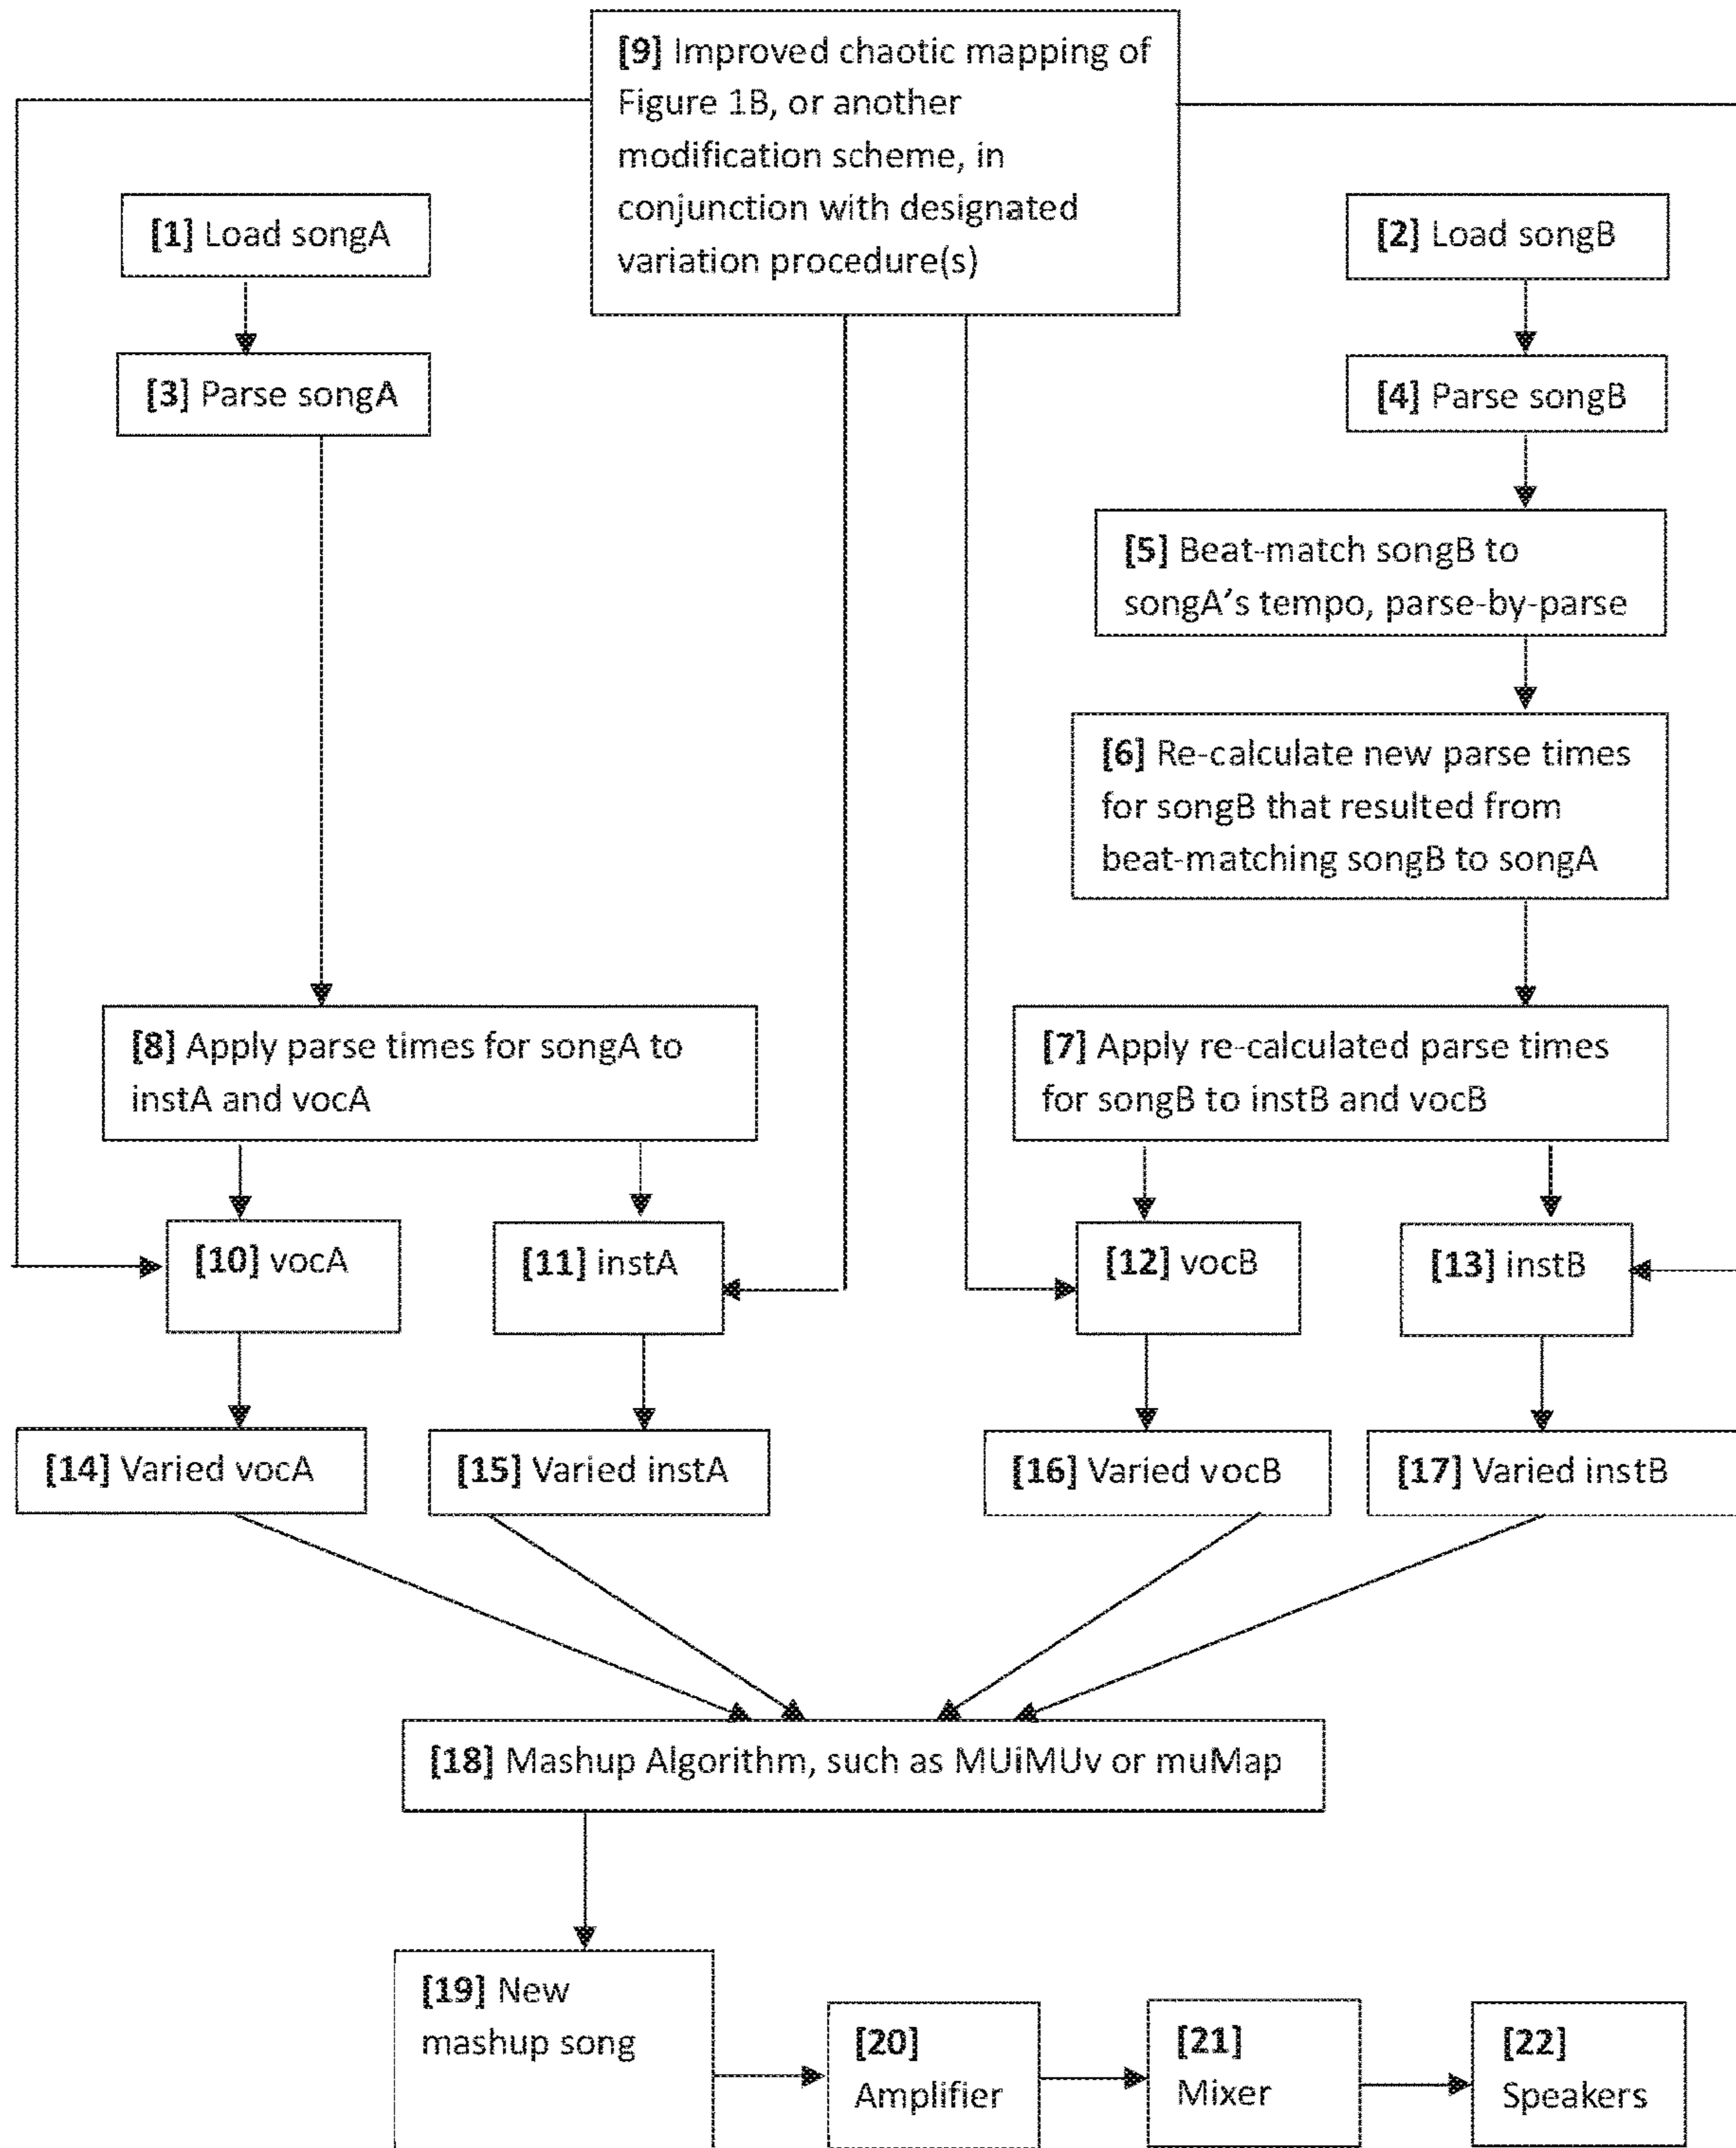 [9] Improved chaotic mapping of
Figure 1B, or another
modification scheme, in
conjunction with designated
variation procedure(s)
[1] Load songA
[2] Load songB
[3] Parse songA
[4] Parse songB
[5] Beat-match songB to
songA's tempo, parse-by-parse
[6] Re-calculate new parse times
for songB that resulted from
beat-matching songB to songA
[8] Apply parse times for songA to
instA and vocA
[7] Apply re-calculated parse times
for songB to instB and vocB
[10] vocA
[11] instA
[12] vocB
[13] instB
[14] Varied vocA
[15] Varied instA
[16] Varied vocB
[17] Varied instB
[18] Mashup Algorithm, such as MUiMUv or muMap
[19] New
mashup song
[20]
Amplifier
[21]
Mixer
[22]
Speakers